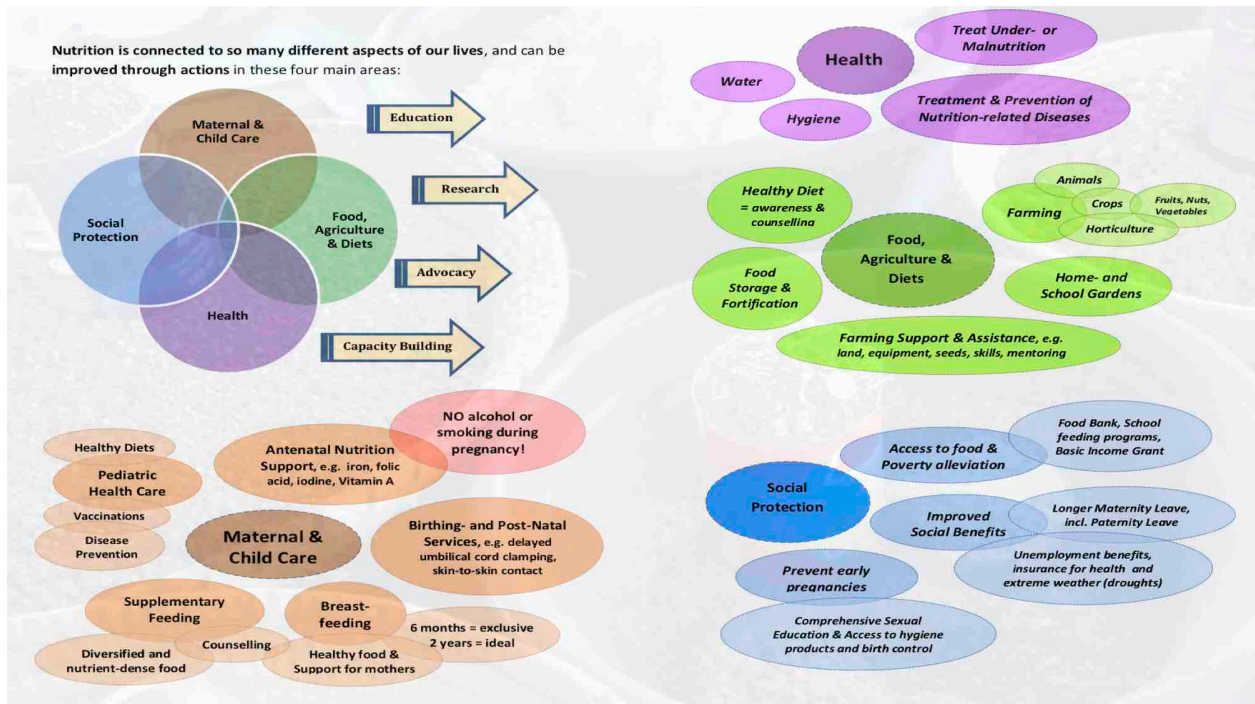 Nutrition is connected to so many different aspects of our lives, and can be
improved through actions in these four main areas:
Maternal &
Child Care
Social
Protection
Food,
Agriculture
& Diets
Health
Education
Research
Advocacy
Capacity Building
Health
Treat Under- or
Malnutrition
Water
Hygiene
Treatment & Prevention of
Nutrition-related Diseases
Food,
Agriculture &
Diets
Healthy Diet
= awareness &
counselling
Farming
Animals
Crops
Fruits, Nuts,
Vegetables
Horticulture
Food
Storage &
Fortification
Home- and
School Gardens
Farming Support & Assistance, e.g.
land, equipment, seeds, skills, mentoring
Maternal &
Child Care
Healthy Diets
Pediatric
Health Care
Vaccinations
Disease
Prevention
Antenatal Nutrition
Support, e.g. iron, folic
acid, iodine, Vitamin A
NO alcohol or
smoking during
pregnancy!
Birthing- and Post-Natal
Services, e.g. delayed
umbilical cord clamping,
skin-to-skin contact
Supplementary
Feeding
Counselling
Diversified and
nutrient-dense food
Breast-
feeding
6 months = exclusive
2 years = ideal
Healthy food &
Support for mothers
Social
Protection
Access to food &
Poverty alleviation
Food Bank, School
feeding programs,
Basic Income Grant
Improved
Social Benefits
Longer Maternity Leave,
incl. Paternity Leave
Unemployment benefits,
insurance for health and
extreme weather (droughts)
Prevent early
pregnancies
Comprehensive Sexual
Education & Access to hygiene
products and birth control